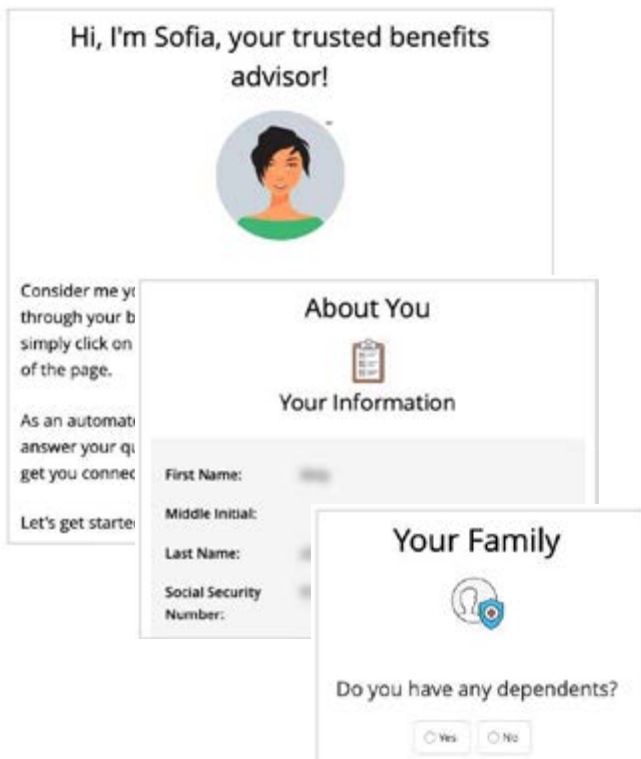 Hi, I'm Sofia, your trusted benefits
advisor!
Consider me yo
through your b
simply click on
of the page.
As an automat
answer your qu
get you connec
Let's get starte
About You
Your Information
First Name:
Middle Initial:
Last Name:
Social Security
Number:
Your Family
Do you have any dependents?
Yes No